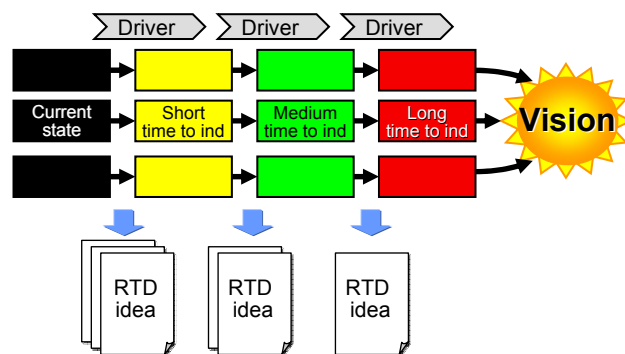 Driver Driver Driver
Current state
Short time to ind
Medium time to ind
Long time to ind
Vision
RTD idea
RTD idea
RTD idea